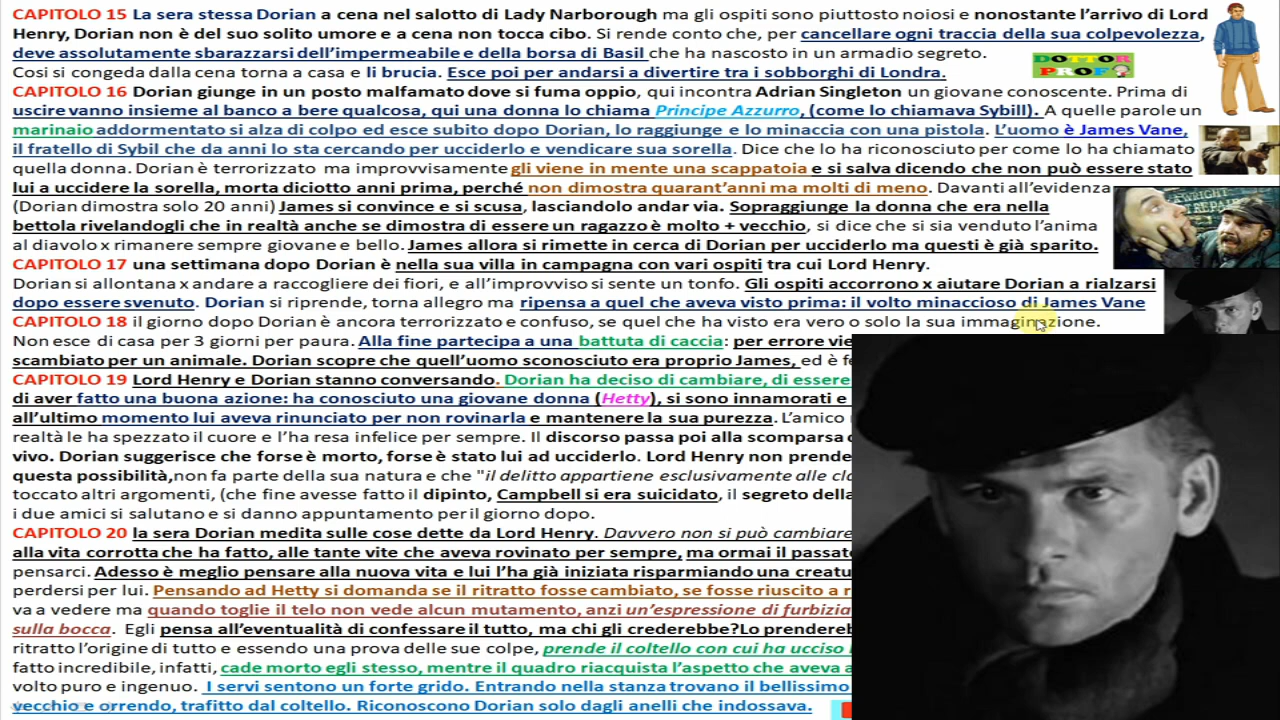 CAPITOLO 15 La sera stessa Dorian a cena nel salotto di Lady Narborough ma gli ospiti sono piuttosto noiosi e nonostante l'arrivo di Lord
Henry, Dorian non è del suo solito umore e a cena non tocca cibo. Si rende conto che, per cancellare ogni traccia della sua colpevolezza,
deve assolutamente sbarazzarsi dell'impermeabile e della borsa di Basil che ha nascosto in un armadio segreto.
DOTTOR
PROF
Cosi si congeda dalla cena torna a casa e li brucia. Esce poi per andarsi a divertire tra i sobborghi di Londra.
CAPITOLO 16 Dorian giunge in un posto malfamato dove si fuma oppio, qui incontra Adrian Singleton un giovane conoscente. Prima di
uscire vanno insieme al banco a bere qualcosa, qui una donna lo chiama Principe Azzurro, (come lo chiamava Sybill). A quelle parole un
marinaio addormentato si alza di colpo ed esce subito dopo Dorian, lo raggiunge e lo minaccia con una pistola. L'uomo è James Vane,
il fratello di Sybil che da anni lo sta cercando per ucciderlo e vendicare sua sorella. Dice che lo ha riconosciuto per come lo ha chiamato
quella donna. Dorian è terrorizzato ma improvvisamente gli viene in mente una scappatoia e si salva dicendo che non può essere stato
lui a uccidere la sorella, morta diciotto anni prima, perché non dimostra quarant'anni ma molti di meno. Davanti all'evidenza
(Dorian dimostra solo 20 anni) James si convince e si scusa, lasciandolo andar via. Sopraggiunge la donna che era nella
bettola rivelandogli che in realtà anche se dimostra di essere un ragazzo è molto + vecchio, si dice che si sia venduto l'anima
al diavolo x rimanere sempre giovane e bello. James allora si rimette in cerca di Dorian per ucciderlo ma questi è già sparito.
CAPITOLO 17 una settimana dopo Dorian è nella sua villa in campagna con vari ospiti tra cui Lord Henry.
Dorian si allontana x andare a raccogliere dei fiori, e all'improvviso si sente un tonfo. Gli ospiti accorrono x aiutare Dorian a rialzarsi
dopo essere svenuto. Dorian si riprende, torna allegro ma ripensa a quel che aveva visto prima: il volto minaccioso di James Vane
CAPITOLO 18 il giorno dopo Dorian è ancora terrorizzato e confuso, se quel che ha visto era vero o solo la sua immaginazione.
Non esce di casa per 3 giorni per paura. Alla fine partecipa a una battuta di caccia: per errore vie
scambiato per un animale. Dorian scopre che quell'uomo sconosciuto era proprio James, ed è fe
CAPITOLO 19 Lord Henry e Dorian stanno conversando. Dorian ha deciso di cambiare, di essere
di aver fatto una buona azione: ha conosciuto una giovane donna (Hetty), si sono innamorati e
all'ultimo momento lui aveva rinunciato per non rovinarla e mantenere la sua purezza. L'amico
realtà le ha spezzato il cuore e l'ha resa infelice per sempre. Il discorso passa poi alla scomparsa
vivo. Dorian suggerisce che forse è morto, forse è stato lui ad ucciderlo. Lord Henry non prende
questa possibilità, non fa parte della sua natura e che "il delitto appartiene esclusivamente alle cla
toccato altri argomenti, (che fine avesse fatto il dipinto, Campbell si era suicidato, il segreto della
i due amici si salutano e si danno appuntamento per il giorno dopo.
CAPITOLO 20 la sera Dorian medita sulle cose dette da Lord Henry. Davvero non si può cambiare
alla vita corrotta che ha fatto, alle tante vite che aveva rovinato per sempre, ma ormai il passato
pensarci. Adesso è meglio pensare alla nuova vita e lui l'ha già iniziata risparmiando una creatu
perdersi per lui. Pensando ad Hetty si domanda se il ritratto fosse cambiato, se fosse riuscito a r
va a vedere ma quando toglie il telo non vede alcun mutamento, anzi un'espressione di furbizia
sulla bocca. Egli pensa all'eventualità di confessare il tutto, ma chi gli crederebbe?Lo prendereb
ritratto l'origine di tutto e essendo una prova delle sue colpe, prende il coltello con cui ha ucciso
fatto incredibile, infatti, cade morto egli stesso, mentre il quadro riacquista l'aspetto che aveva a
volto puro e ingenuo. I servi sentono un forte grido. Entrando nella stanza trovano il bellissimo
vecchio e orrendo, trafitto dal coltello. Riconoscono Dorian solo dagli anelli che indossava.